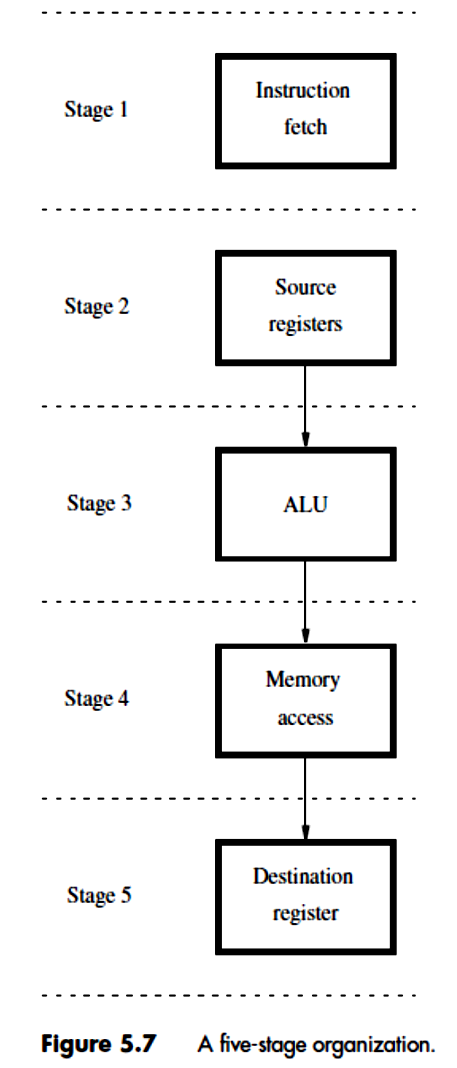 Stage 1
Instruction
fetch
Stage 2
Source
registers
Stage 3
ALU
Stage 4
Memory
access
Stage 5
Destination
register
Figure 5.7 A five-stage organization.